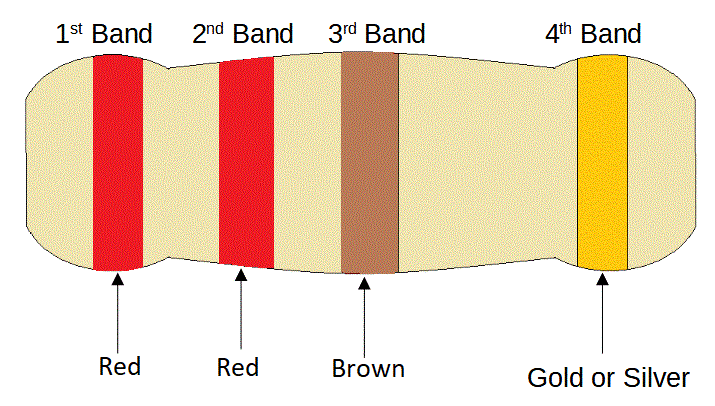 1st Band 2nd Band 3rd Band 4th Band
Red Red Brown Gold or Silver